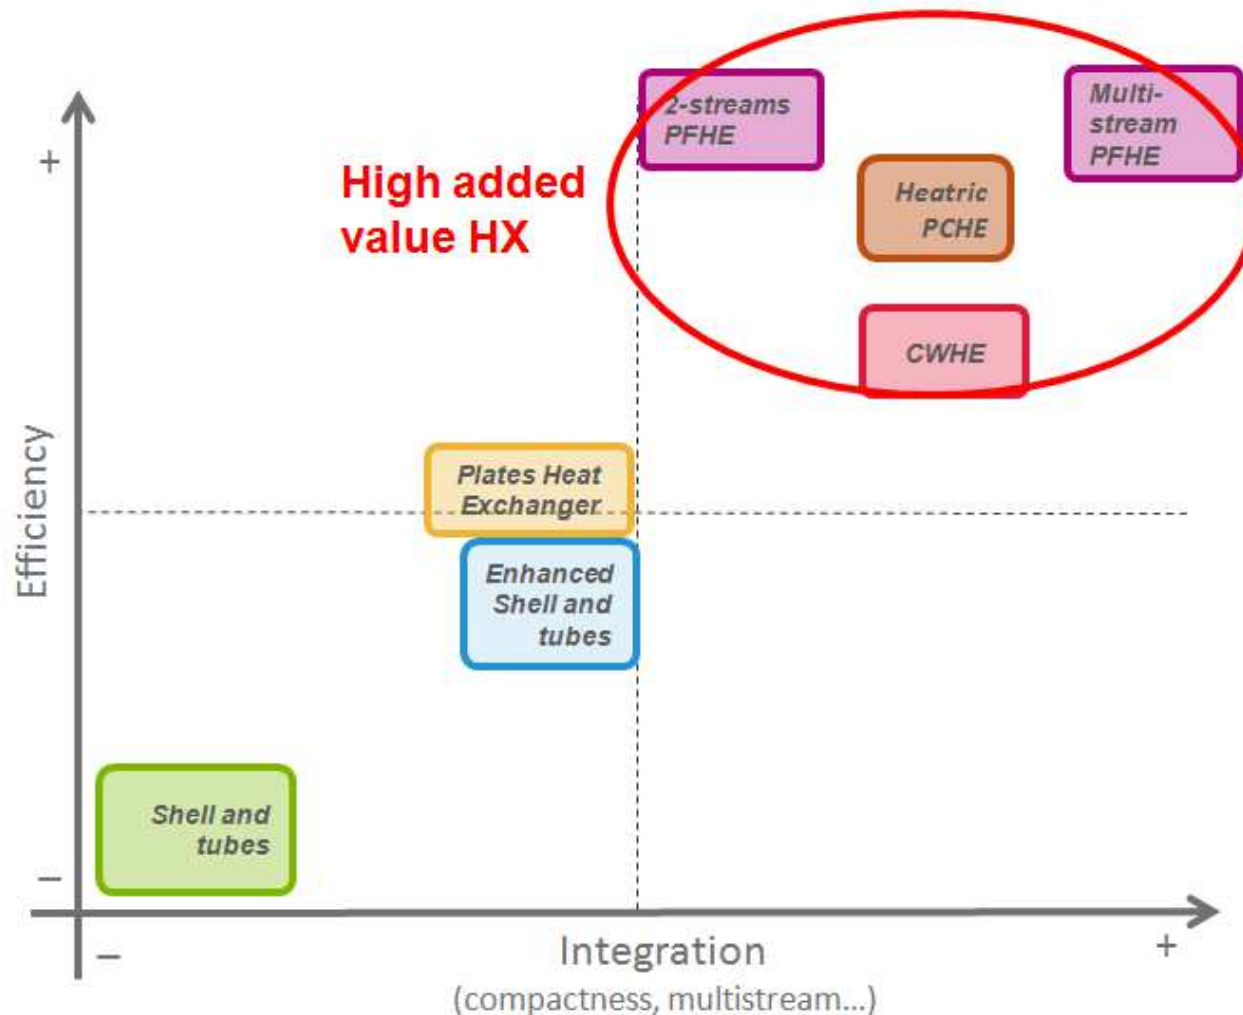 2-streams
PFHE
Multi-
stream
PFHE
+
High added
value HX
Heatric
PCHE
CWHE
Efficiency
Plates Heat
Exchanger
Enhanced
Shell and
tubes
Shell and
tubes
–
–
Integration
+
(compactness, multistream...)